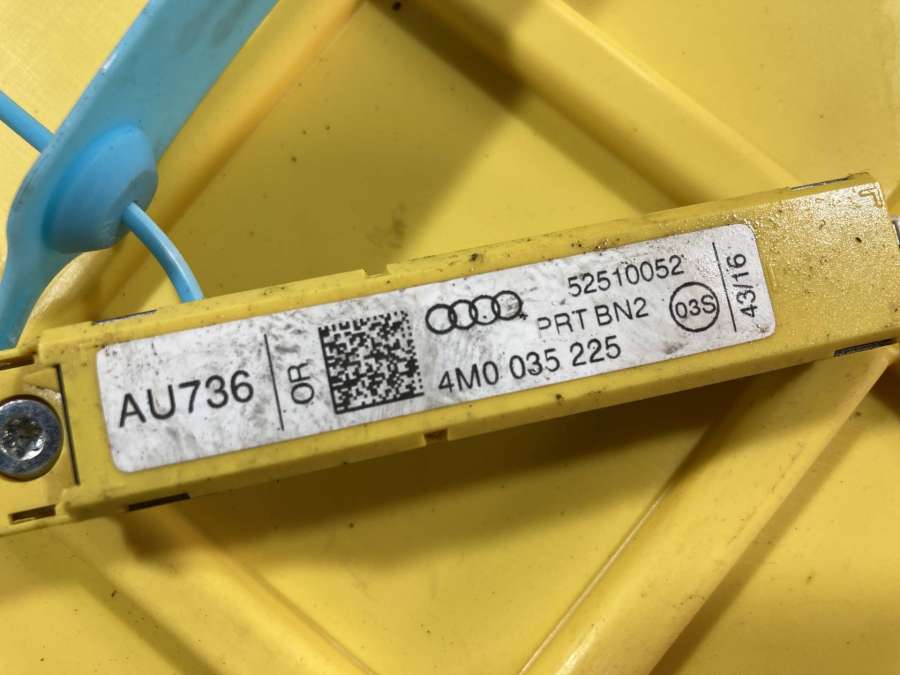 AU736
OR
52510052
PRT BN2
03S
4M0 035 225
43/16